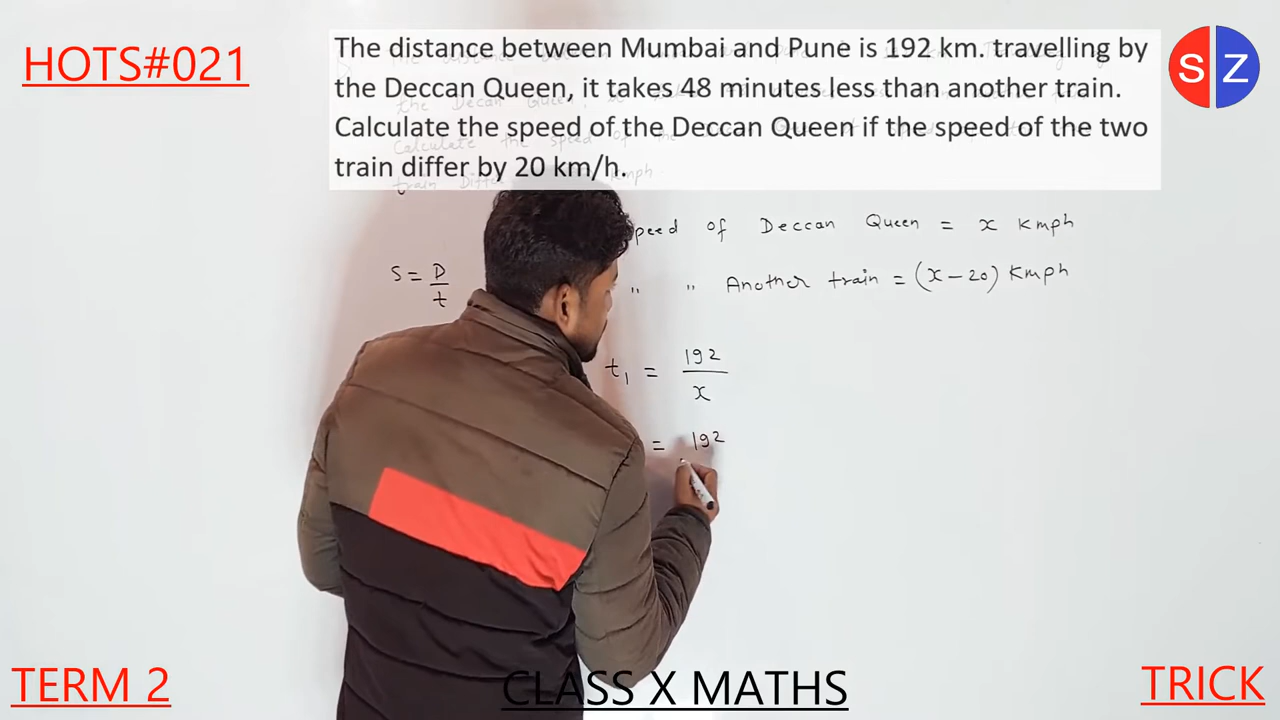 HOTS#021
The distance between Mumbai and Pune is 192 km. travelling by
the Deccan Queen, it takes 48 minutes less than another train.
Calculate the speed of the Deccan Queen if the speed of the two
train differ by 20 km/h.
S Z
peed of Deccan Queen = x Kmph
S = D/t
" " Another train = (x - 20) Kmph
t₁ = 192/x
= 192
TERM 2
CLASS X MATHS
TRICK